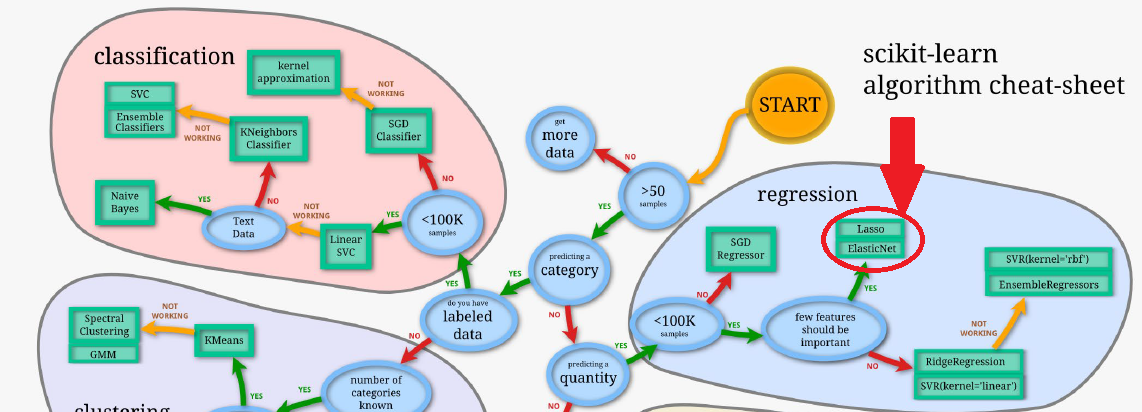 scikit-learn
algorithm cheat-sheet
classification
kernel
approximation
NOT
WORKING
SVC
Ensemble
Classifiers
NOT
WORKING
KNeighbors
Classifier
SGD
Classifier
Naive
Bayes
YES
NO
Text
Data
NOT
WORKING
Linear
SVC
YES
NO
<100K
samples
START
get
more
data
NO
>50
samples
YES
predicting a
category
YES
NO
do you have
labeled
data
YES
NO
predicting a
quantity
YES
NO
regression
SGD
Regressor
NO
<100K
samples
YES
Lasso
ElasticNet
YES
few features
should be
important
NO
SVR(kernel='rbf')
EnsembleRegressors
NOT
WORKING
RidgeRegression
SVR(kernel='linear')
Spectral
Clustering
GMM
NOT
WORKING
KMeans
YES
number of
categories
known
YES
clustering